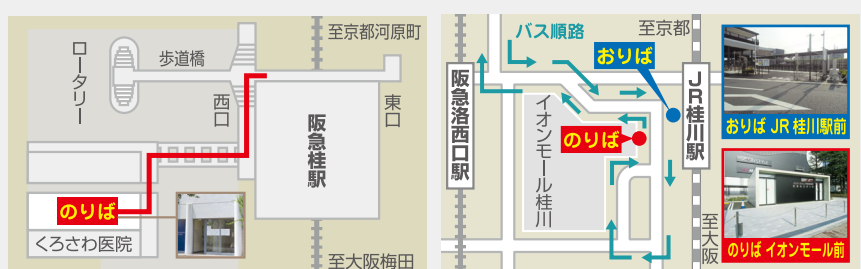 至京都河原町
ロータリー
歩道橋
西口
東口
阪急桂駅
のりば
くろさわ医院
至大阪梅田
バス順路
至京都
おりば
阪急洛西口駅
イオンモール桂川
のりば
JR桂川駅
至大阪
おりば JR桂川駅前
のりば イオンモール前